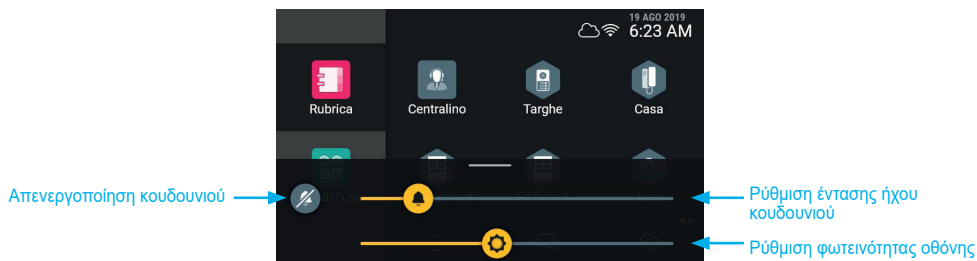 19 AGO 2019
6:23 AM
Rubrica
Centralino
Targhe
Casa
Απενεργοποίηση κουδουνιού
Ρύθμιση έντασης ήχου
κουδουνιού
Ρύθμιση φωτεινότητας οθόνης